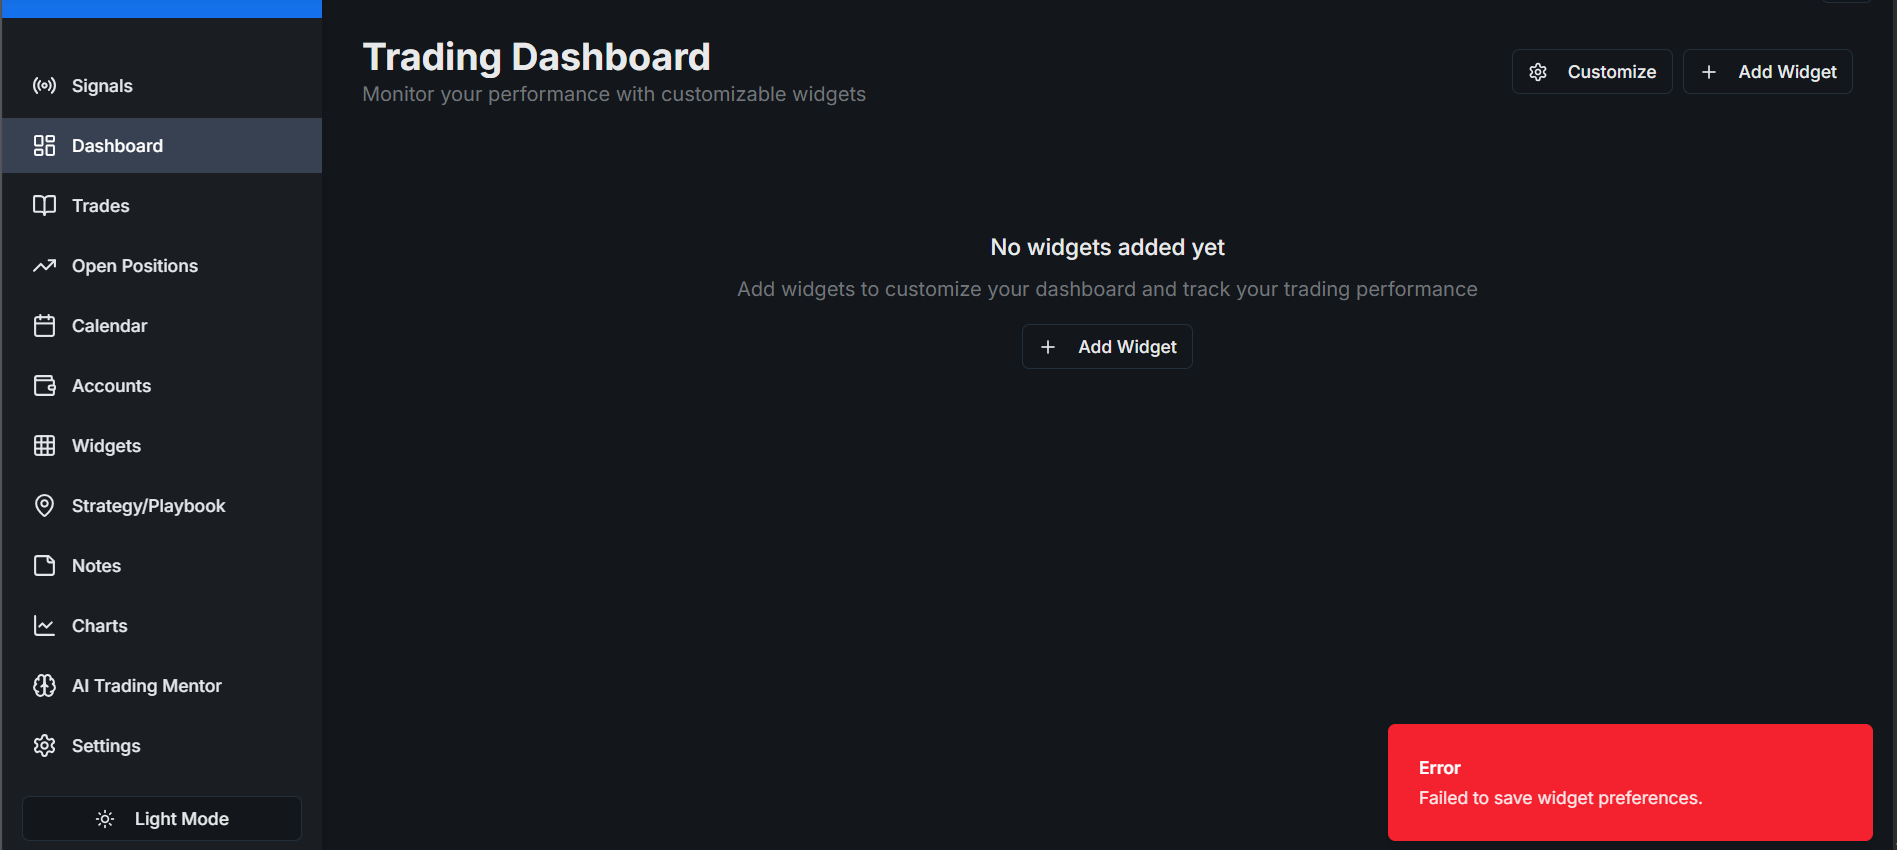 Signals
Dashboard
Trades
Open Positions
Calendar
Accounts
Widgets
Strategy/Playbook
Notes
Charts
AI Trading Mentor
Settings
Light Mode
Trading Dashboard
Monitor your performance with customizable widgets
Customize
Add Widget
No widgets added yet
Add widgets to customize your dashboard and track your trading performance
Add Widget
Error
Failed to save widget preferences.